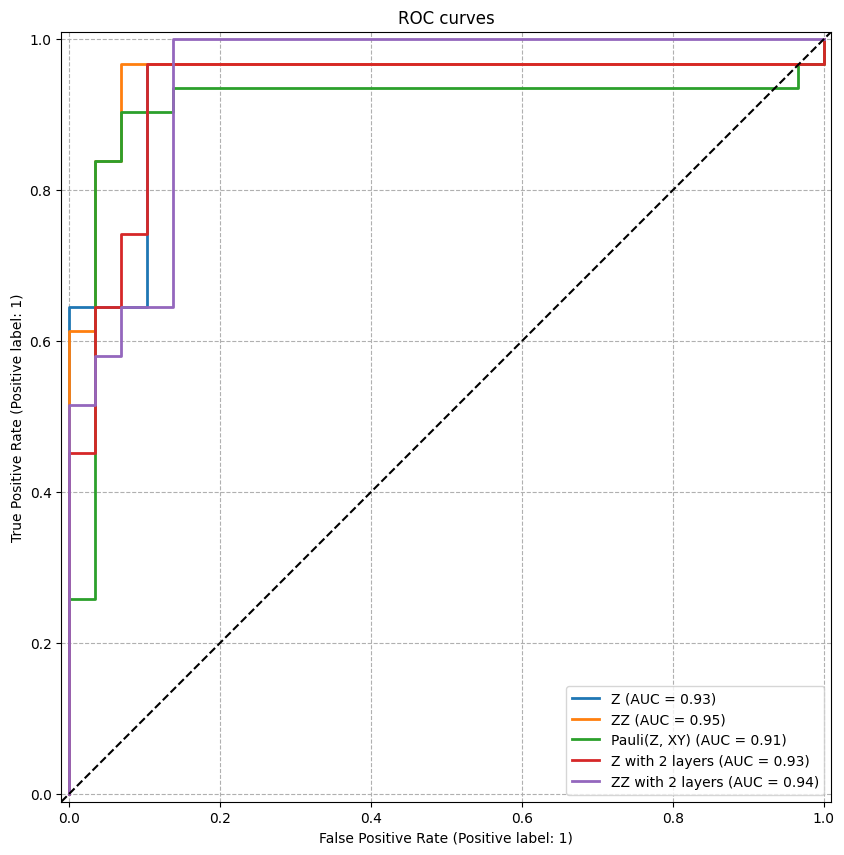 ROC curves
1.0
0.8
0.6
0.4
0.2
0.0
True Positive Rate (Positive label: 1)
Z (AUC = 0.93)
ZZ (AUC = 0.95)
Pauli(Z, XY) (AUC = 0.91)
Z with 2 layers (AUC = 0.93)
ZZ with 2 layers (AUC = 0.94)
0.0 0.2 0.4 0.6 0.8 1.0
False Positive Rate (Positive label: 1)